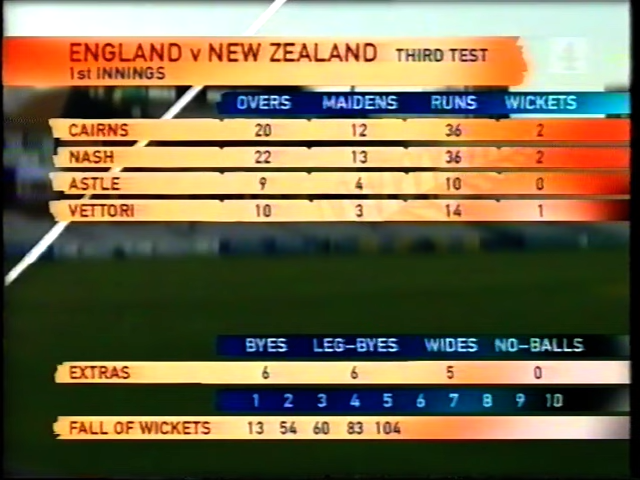 ENGLAND v NEW ZEALAND THIRD TEST
1st INNINGS
4
OVERS MAIDENS RUNS WICKETS
CAIRNS 20 12 36 2
NASH 22 13 36 2
ASTLE 9 4 10 0
VETTORI 10 3 14 1
BYES LEG-BYES WIDES NO-BALLS
EXTRAS 6 6 5 0
1 2 3 4 5 6 7 8 9 10
FALL OF WICKETS 13 54 60 83 104